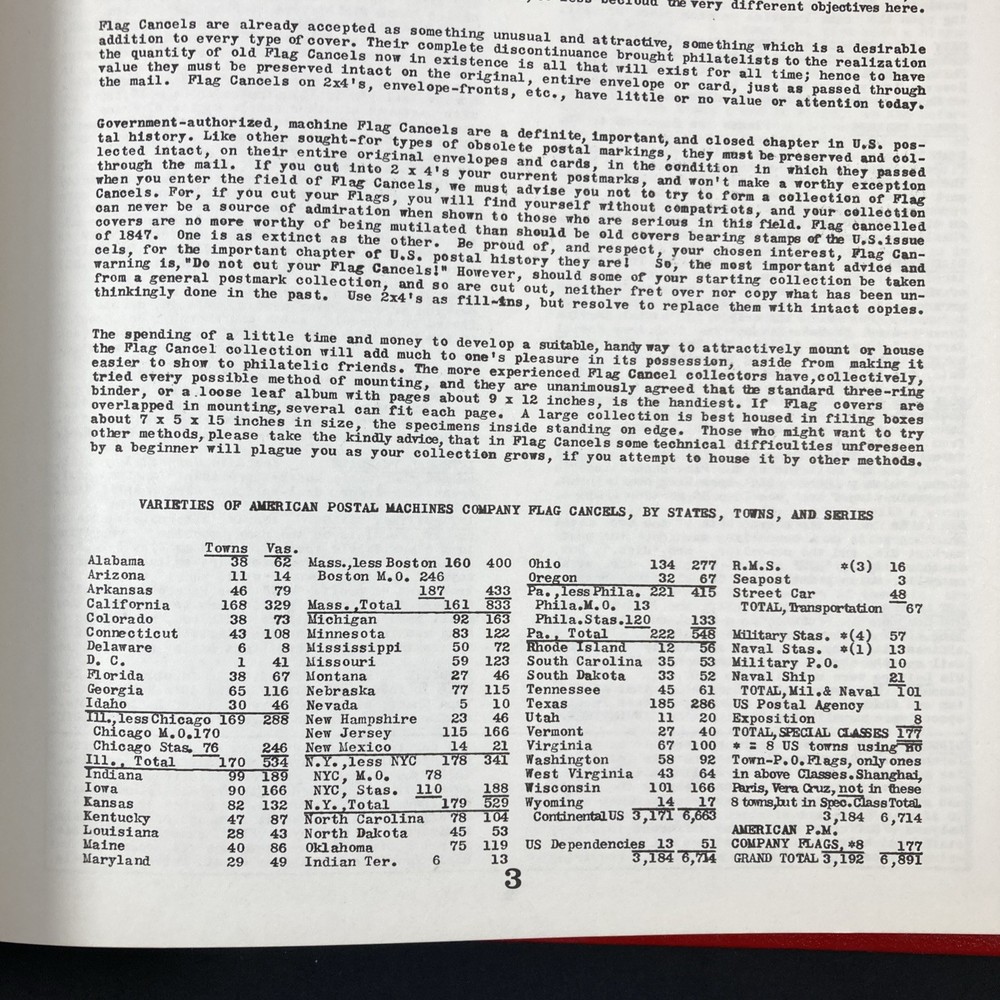 very different objectives here.
Flag Cancels are already accepted as something unusual and attractive, something which is a desirable
addition to every type of cover. Their complete discontinuance brought philatelists to the realization
the quantity of old Flag Cancels now in existence is all that will exist for all time; hence to have
value they must be preserved intact on the original, entire envelope or card, just as passed through
the mail. Flag Cancels on 2x4's, envelope-fronts, etc., have little or no value or attention today.
Government-authorized, machine Flag Cancels are a definite, important, and closed chapter in U.S. pos-
tal history. Like other sought-for types of obsolete postal markings, they must be preserved and col-
lected intact, on their entire original envelopes and cards, in the condition in which they passed
through the mail. If you cut into 2 x 4's your current postmarks, and won't make a worthy exception
when you enter the field of Flag Cancels, we must advise you not to try to form a collection of Flag
Cancels. For, if you cut your Flags, you will find yourself without compatriots, and your collection
can never be a source of admiration when shown to those who are serious in this field. Flag cancelled
covers are no more worthy of being mutilated than should be old covers bearing stamps of the U.S.issue
of 1847. One is as extinct as the other. Be proud of, and respect, your chosen interest, Flag Can-
cels, for the important chapter of U.S. postal history they are! So, the most important advice and
warning is,"Do not cut your Flag Cancels!" However, should some of your starting collection be taken
from a general postmark collection, and so are cut out, neither fret over nor copy what has been un-
thinkingly done in the past. Use 2x4's as fill-ins, but resolve to replace them with intact copies.
The spending of a little time and money to develop a suitable, handy way to attractively mount or house
the Flag Cancel collection will add much to one's pleasure in its possession, aside from making it
easier to show to philatelic friends. The more experienced Flag Cancel collectors have,collectively,
tried every possible method of mounting, and they are unanimously agreed that the standard three-ring
binder, or a loose leaf album with pages about 9 x 12 inches, is the handiest. If Flag covers are
overlapped in mounting, several can fit each page. A large collection is best housed in filing boxes
about 7 x 5 x 15 inches in size, the specimens inside standing on edge. Those who might want to try
other methods, please take the kindly advice, that in Flag Cancels some technical difficulties unforeseen
by a beginner will plague you as your collection grows, if you attempt to house it by other methods.
VARIETIES OF AMERICAN POSTAL MACHINES COMPANY FLAG CANCELS, BY STATES, TOWNS, AND SERIES
Towns Vas.
Alabama 38 62
Arizona 11 14
Arkansas 46 79
California 168 329
Colorado 38 73
Connecticut 43 108
Delaware 6 8
D. C. 1 41
Florida 38 67
Georgia 65 116
Idaho 30 46
Ill.,less Chicago 169 288
Chicago M.O.170
Chicago Stas. 76 246
Ill., Total 170 534
Indiana 99 189
Iowa 90 166
Kansas 82 132
Kentucky 47 87
Louisiana 28 43
Maine 40 86
Maryland 29 49
Mass.,less Boston 160 400
Boston M.O. 246
187 433
Mass.,Total 161 833
Michigan 92 163
Minnesota 83 122
Mississippi 50 72
Missouri 59 123
Montana 27 46
Nebraska 77 115
Nevada 5 10
New Hampshire 23 46
New Jersey 115 166
New Mexico 14 21
N.Y.,less NYC 178 341
NYC, M.O. 78
NYC, Stas. 110 188
N.Y.,Total 179 529
North Carolina 78 104
North Dakota 45 53
Oklahoma 75 119
Indian Ter. 6 13
Ohio 134 277
Oregon 32 67
Pa.,less Phila. 221 415
Phila.M.O. 13
Phila.Stas.120 133
Pa., Total 222 548
Rhode Island 12 56
South Carolina 35 53
South Dakota 33 52
Tennessee 45 61
Texas 185 286
Utah 11 20
Vermont 27 40
Virginia 67 100
Washington 58 92
West Virginia 43 64
Wisconsin 101 166
Wyoming 14 17
Continental US 3,171 6,663
US Dependencies 13 51
3,184 6,714
R.M.S. *(3) 16
Seapost 3
Street Car 48
TOTAL, Transportation 67
Military Stas. *(4) 57
Naval Stas. *(1) 13
Military P.O. 10
Naval Ship 21
TOTAL,Mil.& Naval 101
US Postal Agency 1
Exposition 8
TOTAL,SPECIAL CLASSES 177
* = 8 US towns using no
Town-P.O.Flags, only ones
in above Classes.Shanghai,
Paris, Vera Cruz, not in these
8 towns,but in Spec.Class Total.
3,184 6,714
AMERICAN P.M.
COMPANY FLAGS, *8 177
GRAND TOTAL 3,192 6,891
3